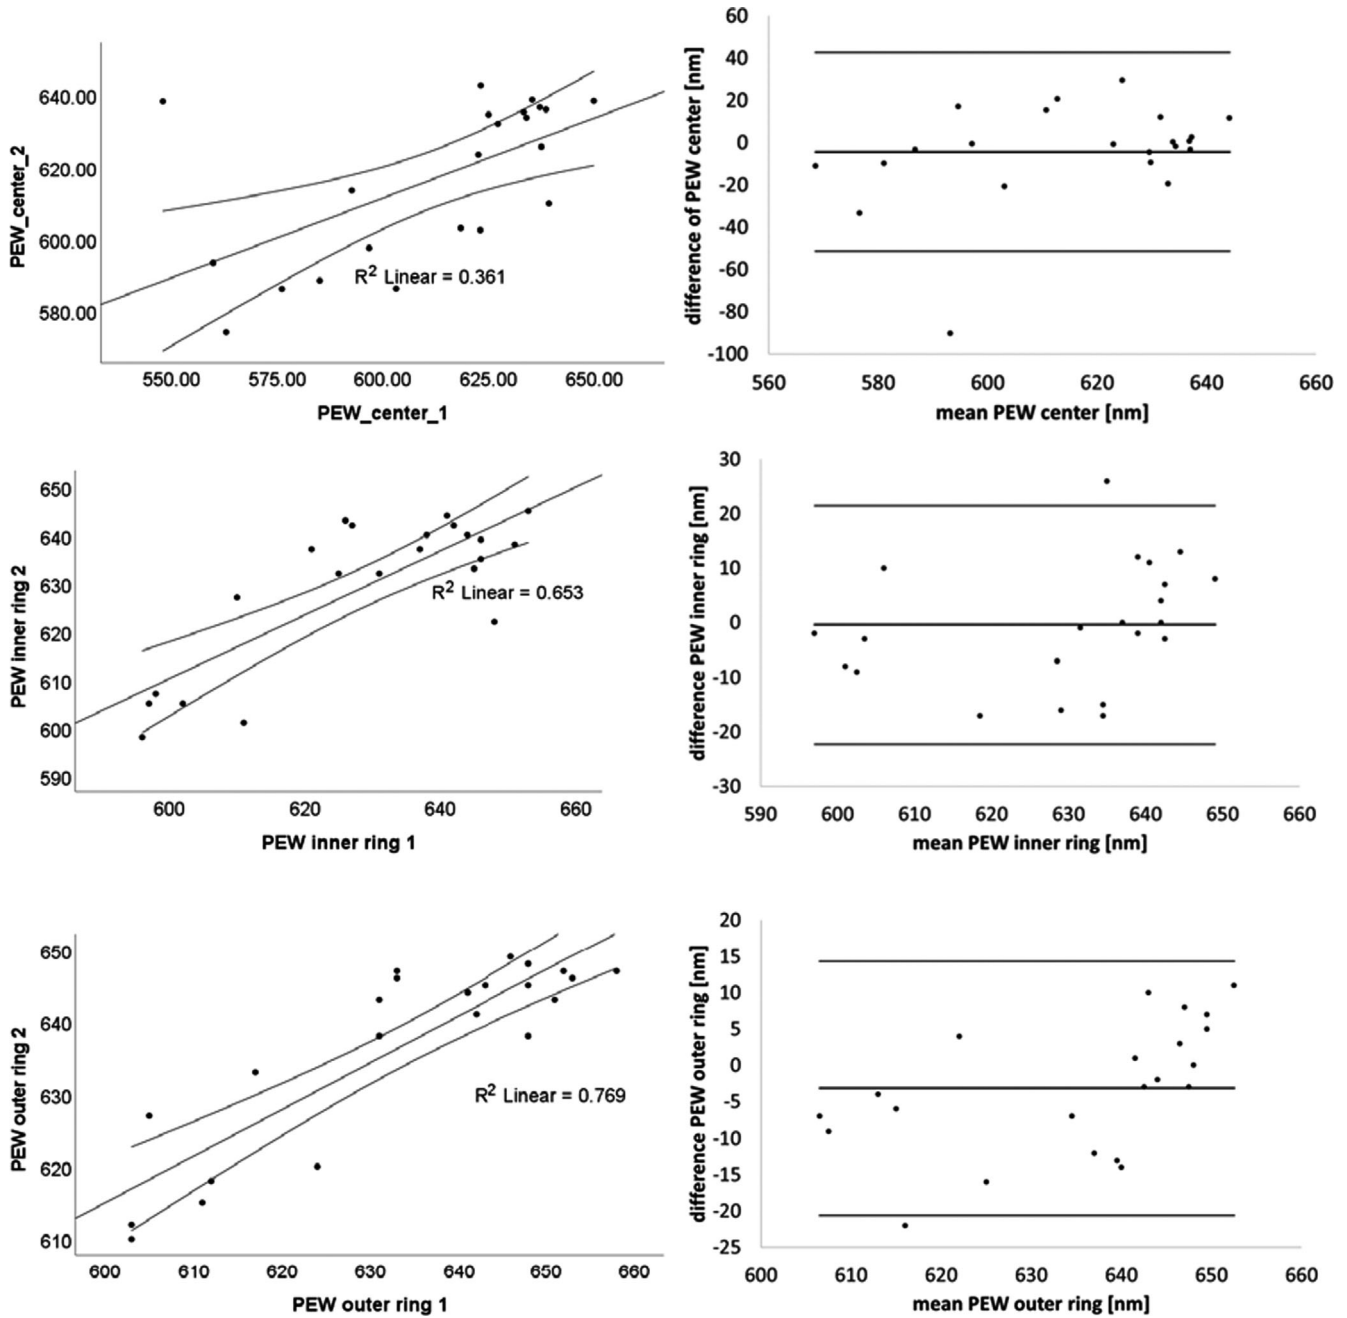 PEW_center_2
640.00
620.00
600.00
580.00
R² Linear = 0.361
550.00 575.00 600.00 625.00 650.00
PEW_center_1
difference of PEW center [nm]
60
40
20
0
-20
-40
-60
-80
-100
560 580 600 620 640 660
mean PEW center [nm]
PEW inner ring 2
650
640
630
620
610
600
590
R² Linear = 0.653
600 620 640 660
PEW inner ring 1
difference PEW inner ring [nm]
30
20
10
0
-10
-20
-30
590 600 610 620 630 640 650 660
mean PEW inner ring [nm]
PEW outer ring 2
650
640
630
620
610
R² Linear = 0.769
600 610 620 630 640 650 660
PEW outer ring 1
difference PEW outer ring [nm]
20
15
10
5
0
-5
-10
-15
-20
-25
600 610 620 630 640 650 660
mean PEW outer ring [nm]